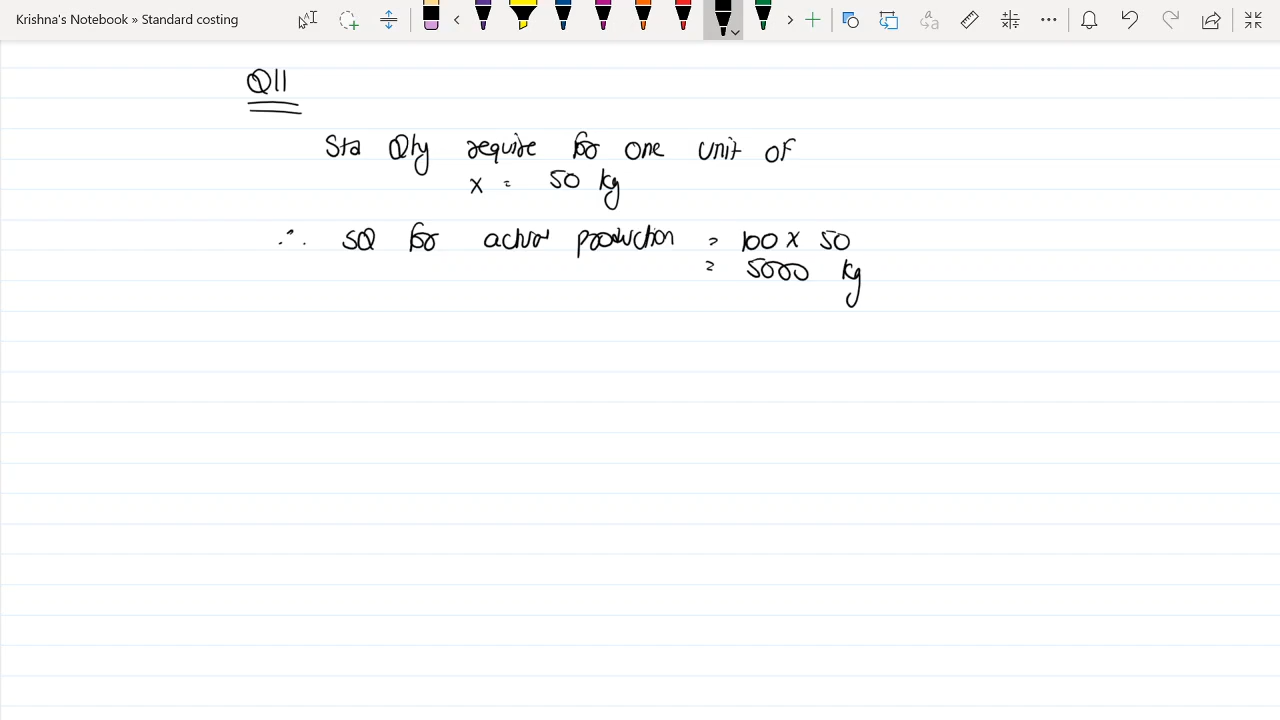 Krishna's Notebook » Standard costing
Q11
Std Qty require for one unit of
x = 50 kg
∴ SQ for actual production = 100 x 50
= 5000 kg